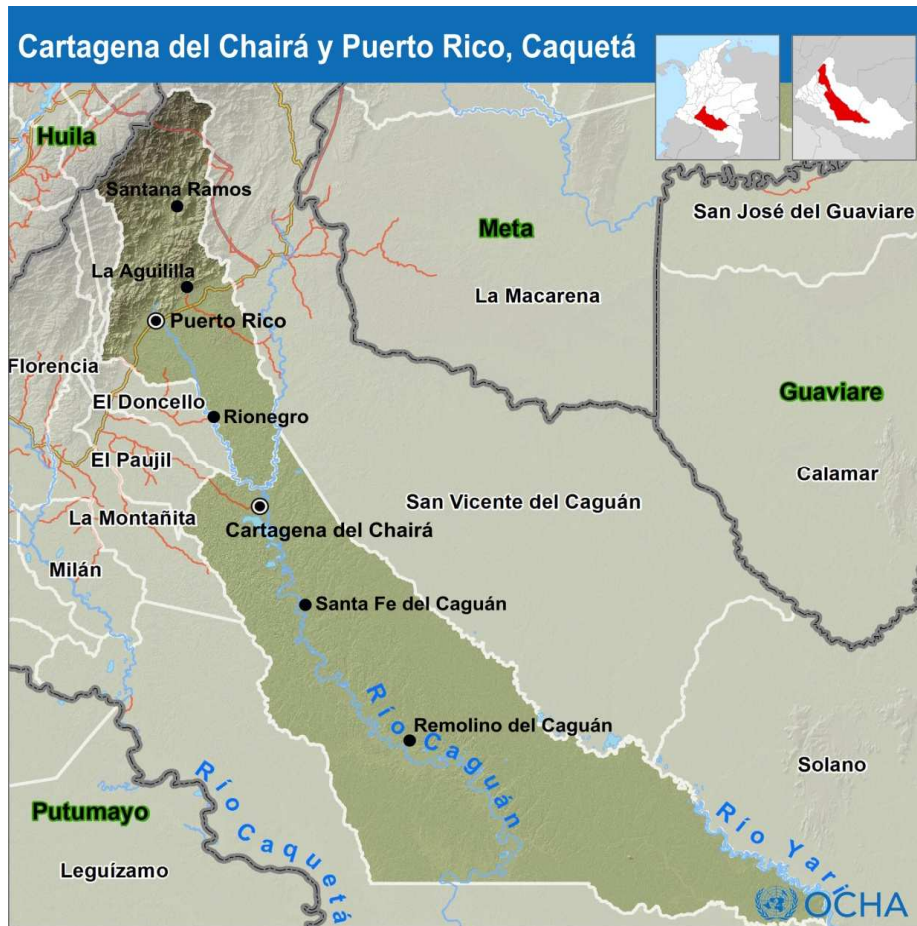 Cartagena del Chairá y Puerto Rico, Caquetá
Huila
Santana Ramos
San José del Guaviare
Meta
La Aguililla
La Macarena
Puerto Rico
Florencia
El Doncello
Guaviare
Rionegro
El Paujil
Calamar
San Vicente del Caguán
La Montañita
Cartagena del Chairá
Milán
Santa Fe del Caguán
Río Caguán
Remolino del Caguán
Solano
Río Caquetá
Río Yarí
Putumayo
Leguízamo
OCHA